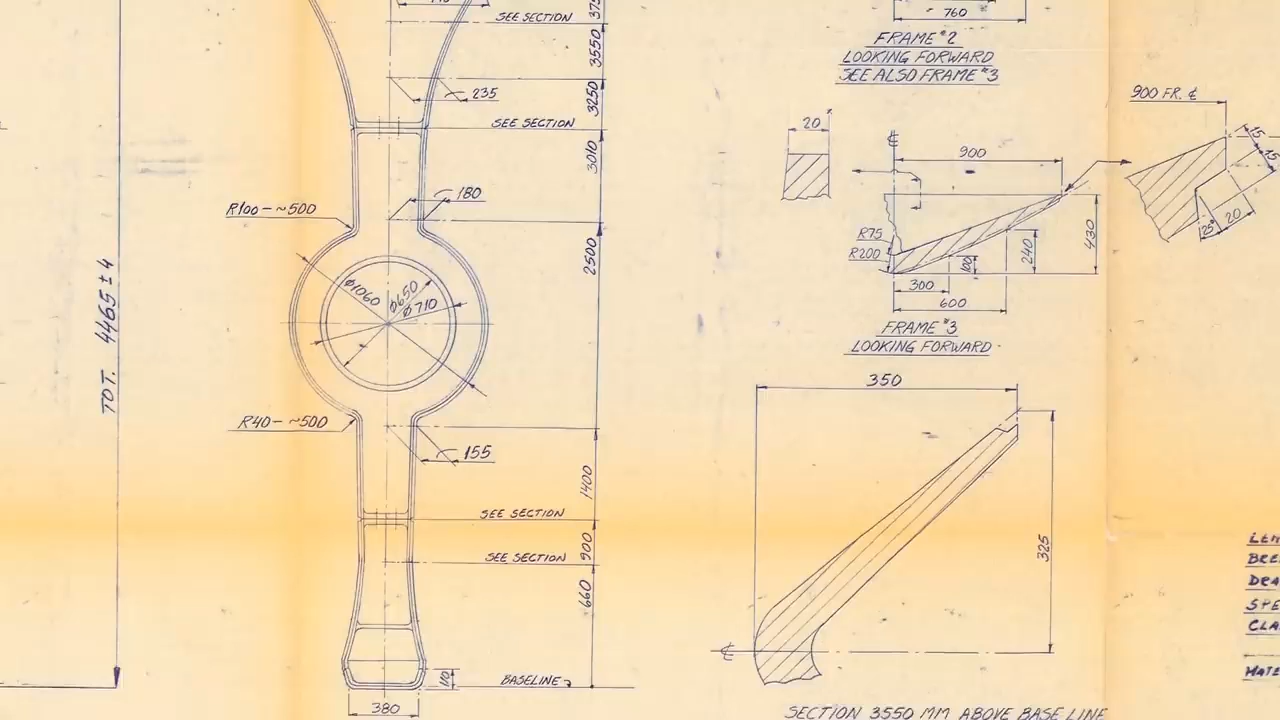 SEE SECTION
3550
235
3250
SEE SECTION
3010
180
R100-~500
2500
TOT. 4465±4
Φ1060
Φ650
Φ710
R40-~500
155
1400
SEE SECTION
900
SEE SECTION
660
BASELINE
110
380
760
FRAME #2
LOOKING FORWARD
SEE ALSO FRAME #3
20
900
R75
R200
100
240
430
300
600
FRAME #3
LOOKING FORWARD
900 FR. ℄
15
15
25°
20
350
325
℄
SECTION 3550 MM ABOVE BASE LINE